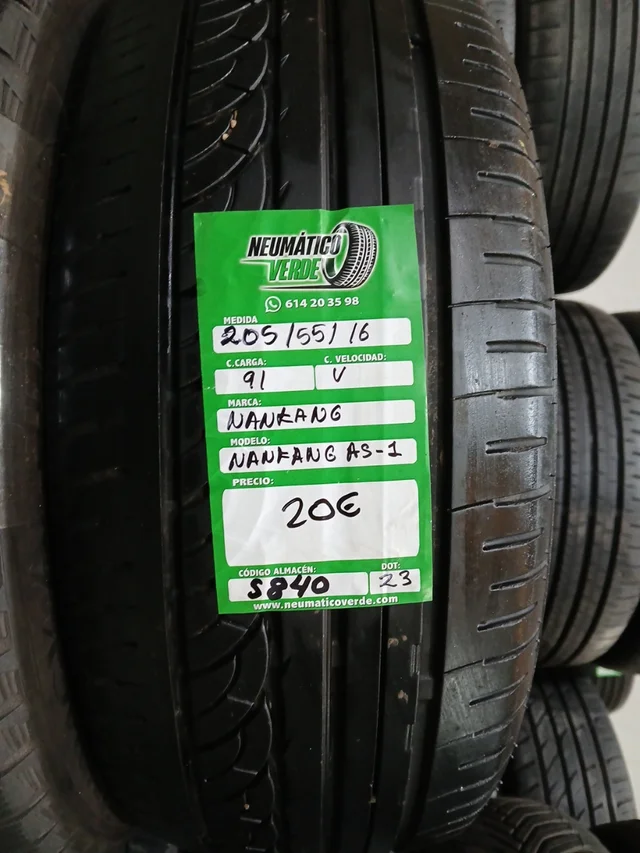 NEUMÁTICO
VERDE
614 20 35 98
MEDIDA
205/55/16
C.CARGA: C. VELOCIDAD:
91 V
MARCA:
NANKANG
MODELO:
NANKANG AS-1
PRECIO:
20€
CÓDIGO ALMACÉN: DOT:
5840 23
www.neumaticoverde.com